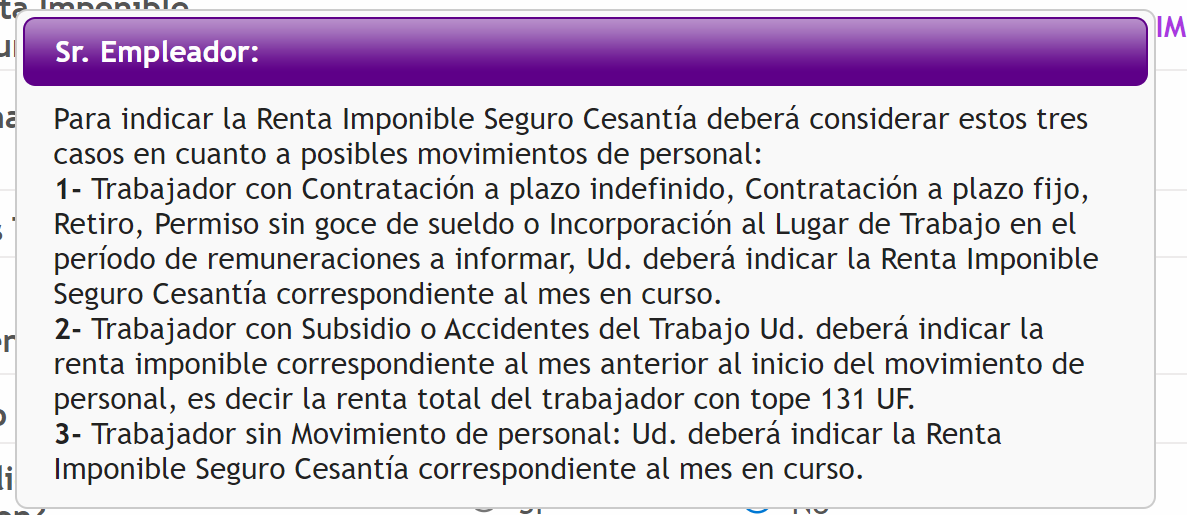 Sr. Empleador:
Para indicar la Renta Imponible Seguro Cesantía deberá considerar estos tres
casos en cuanto a posibles movimientos de personal:
1- Trabajador con Contratación a plazo indefinido, Contratación a plazo fijo,
Retiro, Permiso sin goce de sueldo o Incorporación al Lugar de Trabajo en el
período de remuneraciones a informar, Ud. deberá indicar la Renta Imponible
Seguro Cesantía correspondiente al mes en curso.
2- Trabajador con Subsidio o Accidentes del Trabajo Ud. deberá indicar la
renta imponible correspondiente al mes anterior al inicio del movimiento de
personal, es decir la renta total del trabajador con tope 131 UF.
3- Trabajador sin Movimiento de personal: Ud. deberá indicar la Renta
Imponible Seguro Cesantía correspondiente al mes en curso.